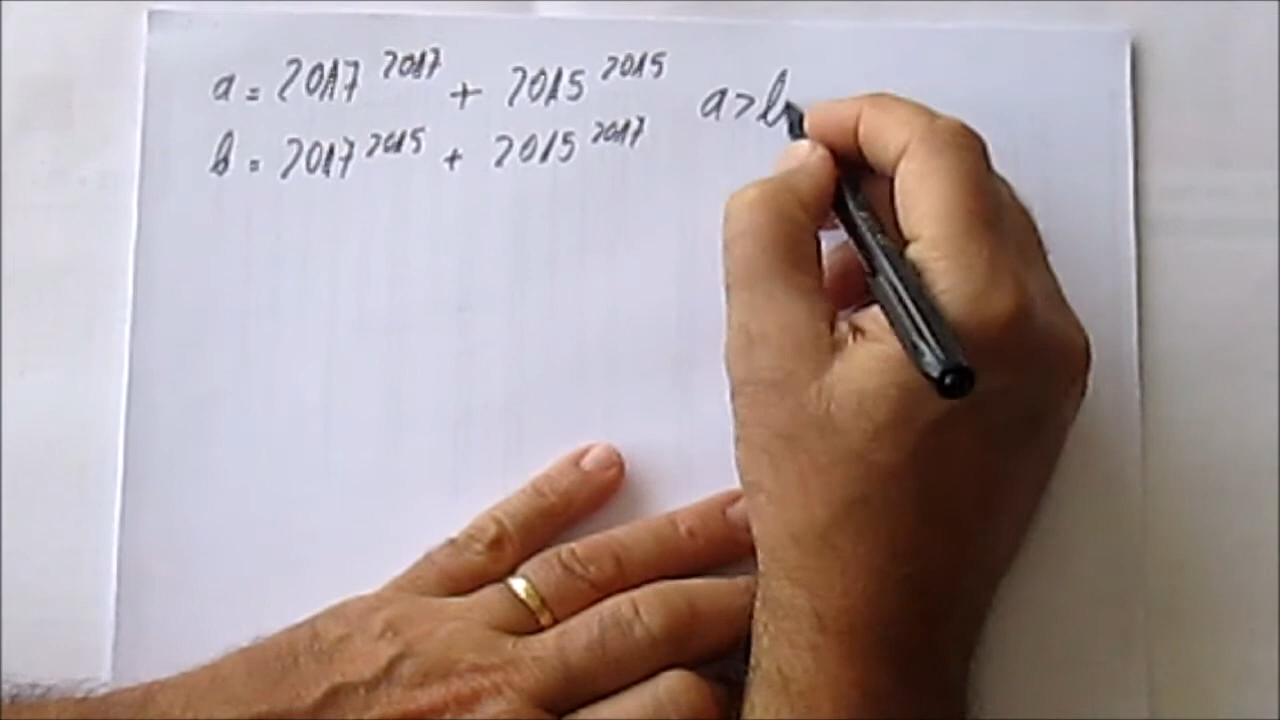 a = 2017^2017 + 2015^2015 a > b
b = 2017^2015 + 2015^2017